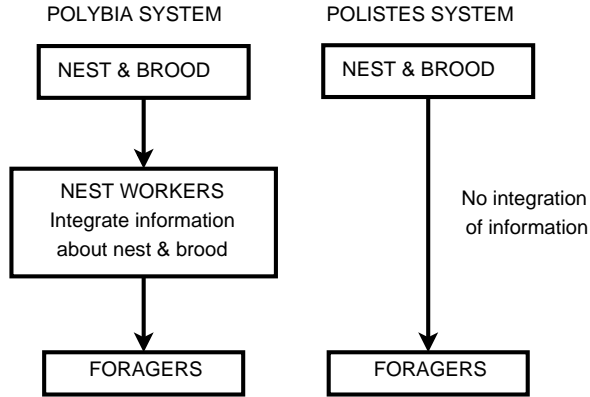 POLYBIA SYSTEM
NEST & BROOD
NEST WORKERS
Integrate information
about nest & brood
FORAGERS
POLISTES SYSTEM
NEST & BROOD
No integration
of information
FORAGERS